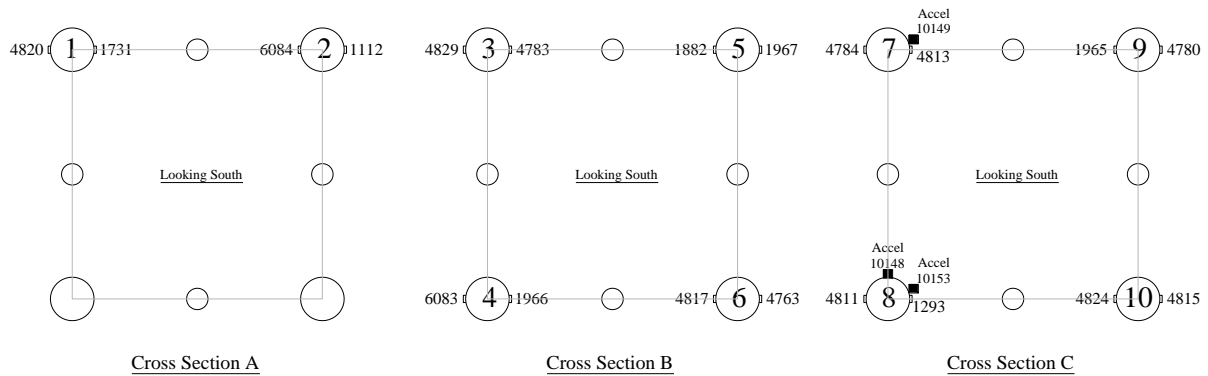 4820 1 1731 6084 2 1112
Looking South
Cross Section A
4829 3 4783 1882 5 1967
Looking South
6083 4 1966 4817 6 4763
Cross Section B
Accel
10149
4784 7 4813 1965 9 4780
Looking South
Accel
10148
Accel
10153
4811 8 1293 4824 10 4815
Cross Section C